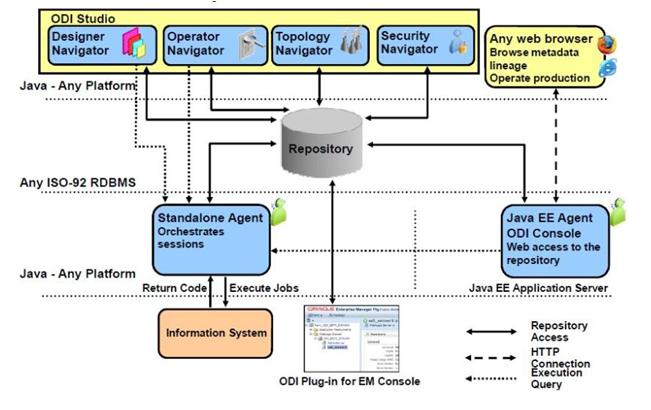 ODI Studio
Designer
Navigator
Operator
Navigator
Topology
Navigator
Security
Navigator
Any web browser
Browse metadata
lineage
Operate production
Java - Any Platform
Repository
Any ISO-92 RDBMS
Standalone Agent
Orchestrates
sessions
Java EE Agent
ODI Console
Web access to the
repository
Java - Any Platform
Return Code
Execute Jobs
Java EE Application Server
Information System
ORACLE Enterprise Manager
ODI Plug-in for EM Console
Repository
Access
HTTP
Connection
Execution
Query